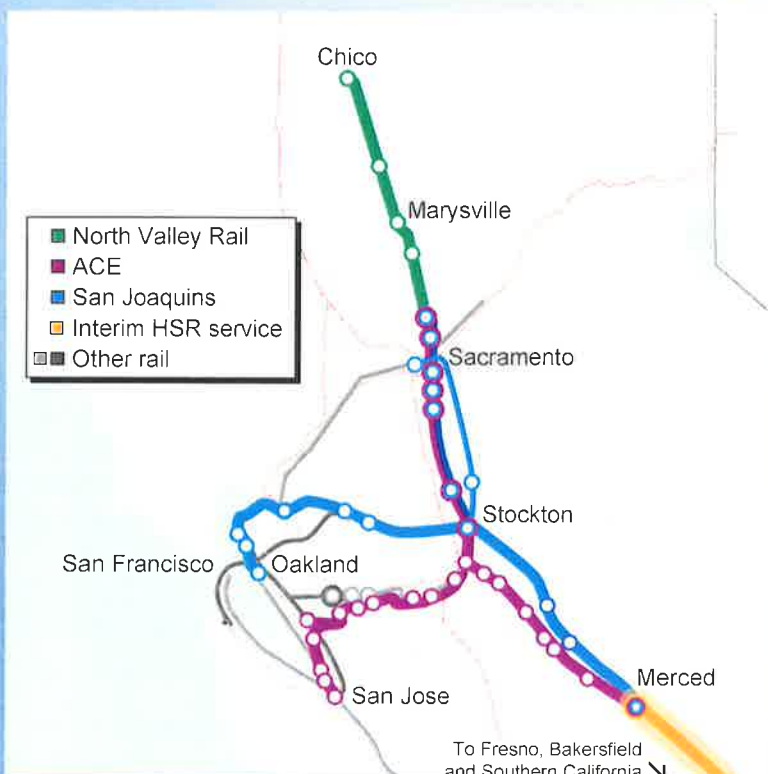 Chico
Marysville
North Valley Rail
ACE
San Joaquins
Interim HSR service
Other rail
Sacramento
Stockton
San Francisco
Oakland
Merced
San Jose
To Fresno, Bakersfield
and Southern California